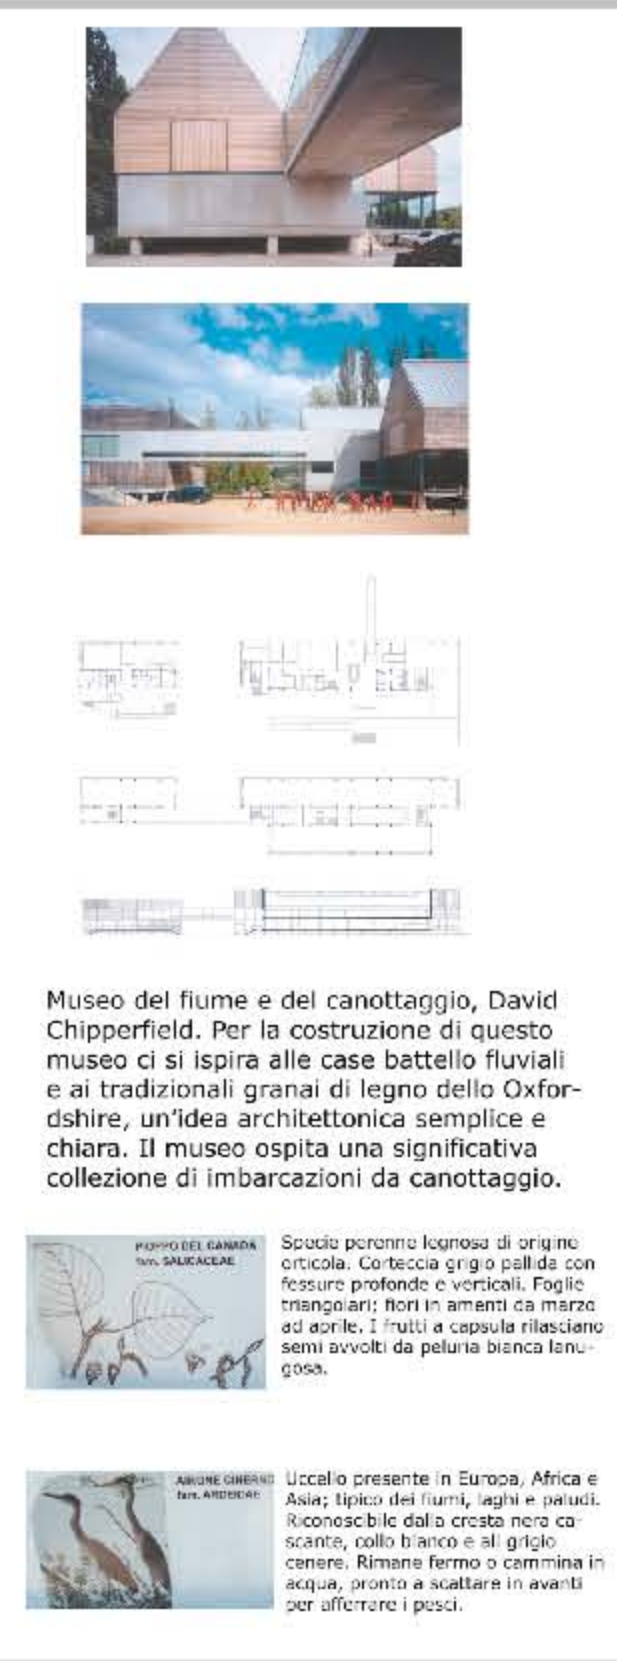 Museo del fiume e del canottaggio, David
Chipperfield. Per la costruzione di questo
museo ci si ispira alle case battello fluviali
e ai tradizionali granai di legno dello Oxfor-
dshire, un'idea architettonica semplice e
chiara. Il museo ospita una significativa
collezione di imbarcazioni da canottaggio.
PIOPPO DEL CANADA
fam. SALICACEAE
Specie perenne legnosa di origine
orticola. Corteccia grigio pallida con
fessure profonde e verticali. Foglie
triangolari; fiori in amenti da marzo
ad aprile. I frutti a capsula rilasciano
semi avvolti da peluria bianca lanu-
gosa.
AIRONE CINERINO
fam. ARDEIDAE
Uccello presente in Europa, Africa e
Asia; tipico dei fiumi, laghi e paludi.
Riconoscibile dalla cresta nera ca-
scante, collo bianco e ali grigio
cenere. Rimane fermo o cammina in
acqua, pronto a scattare in avanti
per afferrare i pesci.